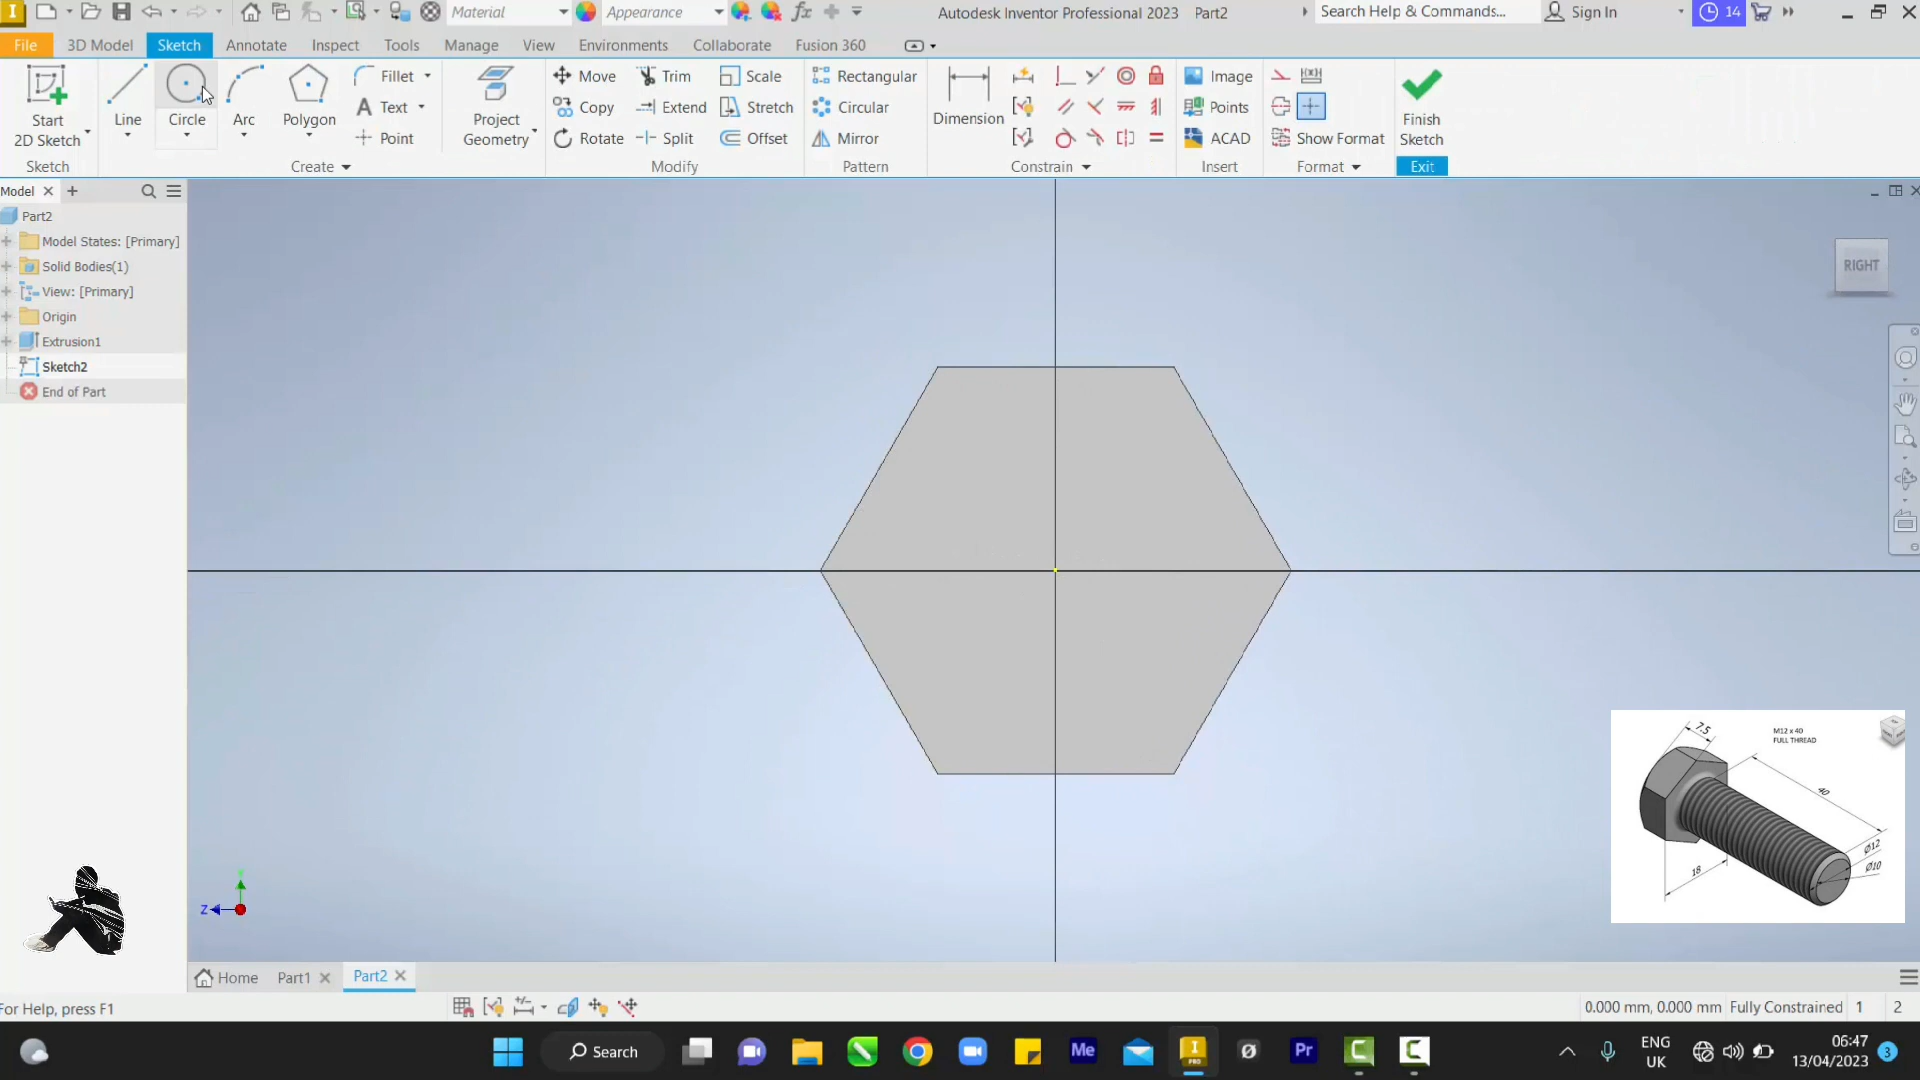 Material
Appearance
fx
Autodesk Inventor Professional 2023 Part2
Search Help & Commands...
Sign In
14
File
3D Model
Sketch
Annotate
Inspect
Tools
Manage
View
Environments
Collaborate
Fusion 360
Start
2D Sketch
Line
Circle
Arc
Polygon
Fillet
Text
Point
Project
Geometry
Move
Copy
Rotate
Trim
Extend
Split
Scale
Stretch
Offset
Rectangular
Circular
Mirror
Dimension
Image
Points
ACAD
Show Format
Finish
Sketch
Sketch
Create
Modify
Pattern
Constrain
Insert
Format
Exit
Model
Part2
Model States: [Primary]
Solid Bodies(1)
View: [Primary]
Origin
Extrusion1
Sketch2
End of Part
RIGHT
7.5
M12 x 40
FULL THREAD
40
Ø12
Ø10
18
Z
Home
Part1
Part2
For Help, press F1
0.000 mm, 0.000 mm Fully Constrained 1 2
Search
Me
I
PRO
Ø
Pr
C
C
ENG
UK
06:47
13/04/2023
3